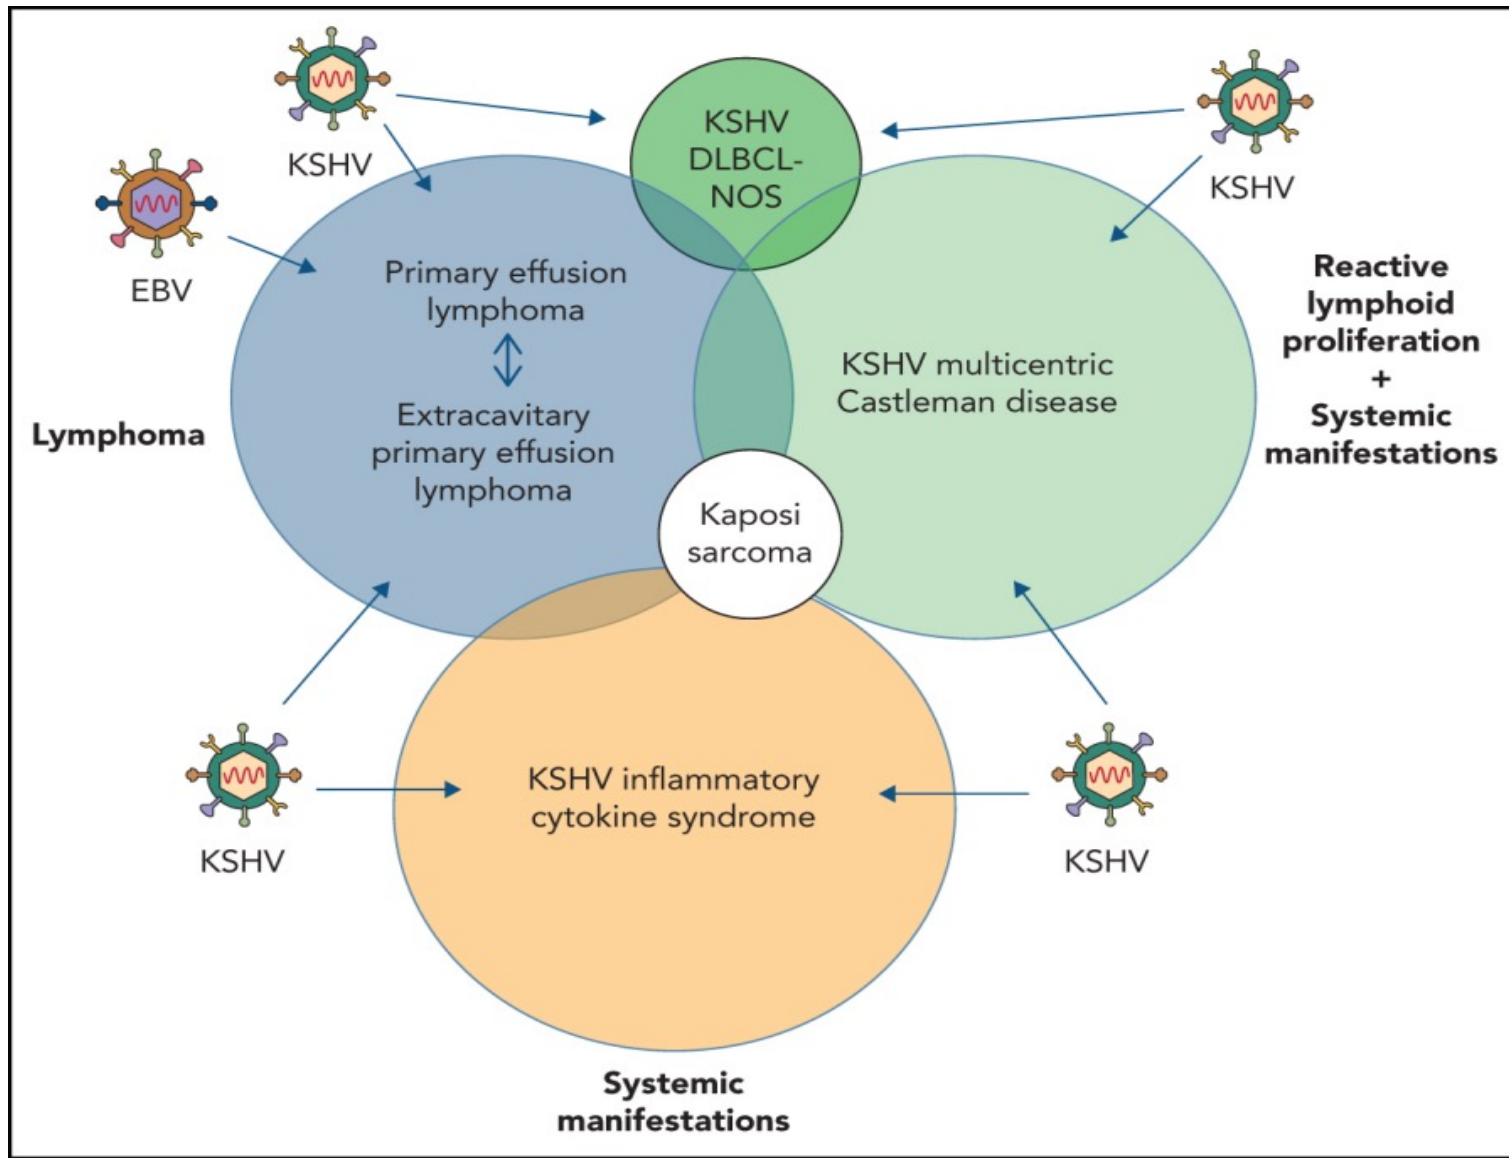 KSHV
KSHV
DLBCL-
NOS
KSHV
EBV
Primary effusion
lymphoma
Extracavitary
primary effusion
lymphoma
Lymphoma
KSHV multicentric
Castleman disease
Reactive
lymphoid
proliferation
+
Systemic
manifestations
Kaposi
sarcoma
KSHV
KSHV inflammatory
cytokine syndrome
KSHV
Systemic
manifestations